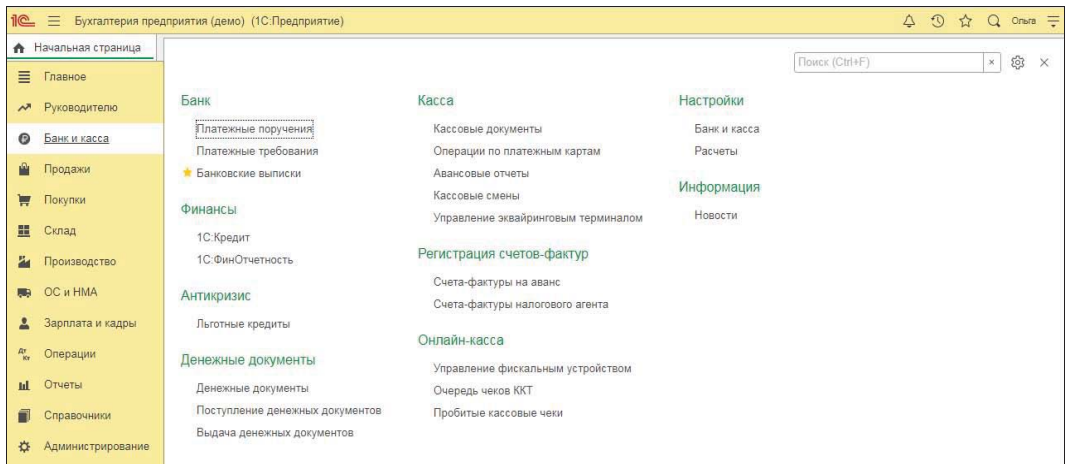 1С Бухгалтерия предприятия (демо) (1С:Предприятие) Ольга
Начальная страница
Поиск (Ctrl+F) ×
Главное
Руководителю
Банк и касса
Продажи
Покупки
Склад
Производство
ОС и НМА
Зарплата и кадры
Дт Кт Операции
Отчеты
Справочники
Администрирование
Банк
Платежные поручения
Платежные требования
Банковские выписки
Финансы
1С:Кредит
1С:ФинОтчетность
Антикризис
Льготные кредиты
Денежные документы
Денежные документы
Поступление денежных документов
Выдача денежных документов
Касса
Кассовые документы
Операции по платежным картам
Авансовые отчеты
Кассовые смены
Управление эквайринговым терминалом
Регистрация счетов-фактур
Счета-фактуры на аванс
Счета-фактуры налогового агента
Онлайн-касса
Управление фискальным устройством
Очередь чеков ККТ
Пробитые кассовые чеки
Настройки
Банк и касса
Расчеты
Информация
Новости